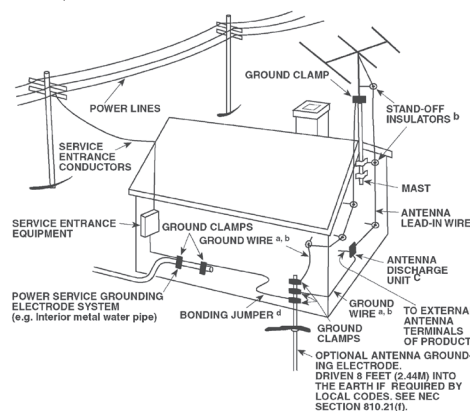 GROUND CLAMP
POWER LINES
STAND-OFF
INSULATORS b
SERVICE
ENTRANCE
CONDUCTORS
MAST
ANTENNA
LEAD-IN WIRE
SERVICE ENTRANCE
EQUIPMENT
GROUND CLAMPS
GROUND WIRE a, b
ANTENNA
DISCHARGE
UNIT C
POWER SERVICE GROUNDING
ELECTRODE SYSTEM
(e.g. Interior metal water pipe)
BONDING JUMPER d
GROUND
WIRE a, b
TO EXTERNA
ANTENNA
TERMINALS
OF PRODUCT
GROUND
CLAMPS
OPTIONAL ANTENNA GROUND-
ING ELECTRODE.
DRIVEN 8 FEET (2.44M) INTO
THE EARTH IF REQUIRED BY
LOCAL CODES. SEE NEC
SECTION 810.21(f).